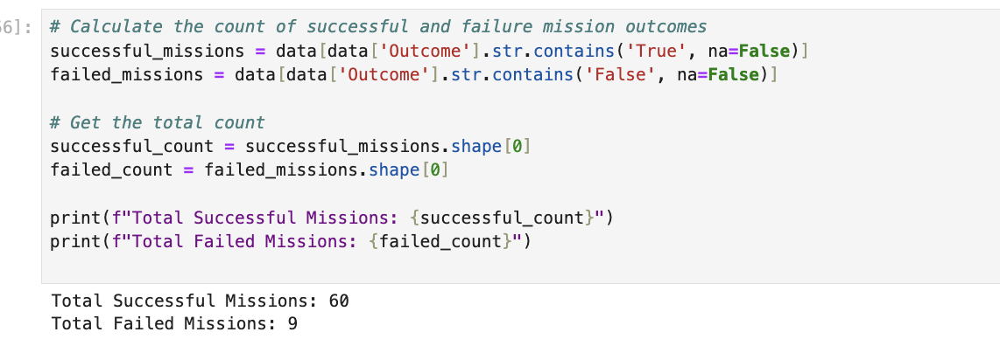 56]:
# Calculate the count of successful and failure mission outcomes
successful_missions = data[data['Outcome'].str.contains('True', na=False)]
failed_missions = data[data['Outcome'].str.contains('False', na=False)]
# Get the total count
successful_count = successful_missions.shape[0]
failed_count = failed_missions.shape[0]
print(f"Total Successful Missions: {successful_count}")
print(f"Total Failed Missions: {failed_count}")
Total Successful Missions: 60
Total Failed Missions: 9